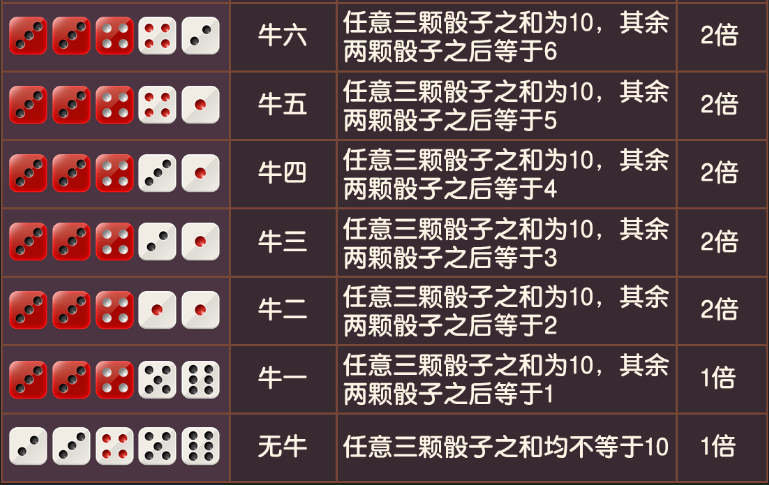 牛六
任意三颗骰子之和为10，其余
两颗骰子之后等于6
2倍
牛五
任意三颗骰子之和为10，其余
两颗骰子之后等于5
2倍
牛四
任意三颗骰子之和为10，其余
两颗骰子之后等于4
2倍
牛三
任意三颗骰子之和为10，其余
两颗骰子之后等于3
2倍
牛二
任意三颗骰子之和为10，其余
两颗骰子之后等于2
2倍
牛一
任意三颗骰子之和为10，其余
两颗骰子之后等于1
1倍
无牛
任意三颗骰子之和均不等于10
1倍